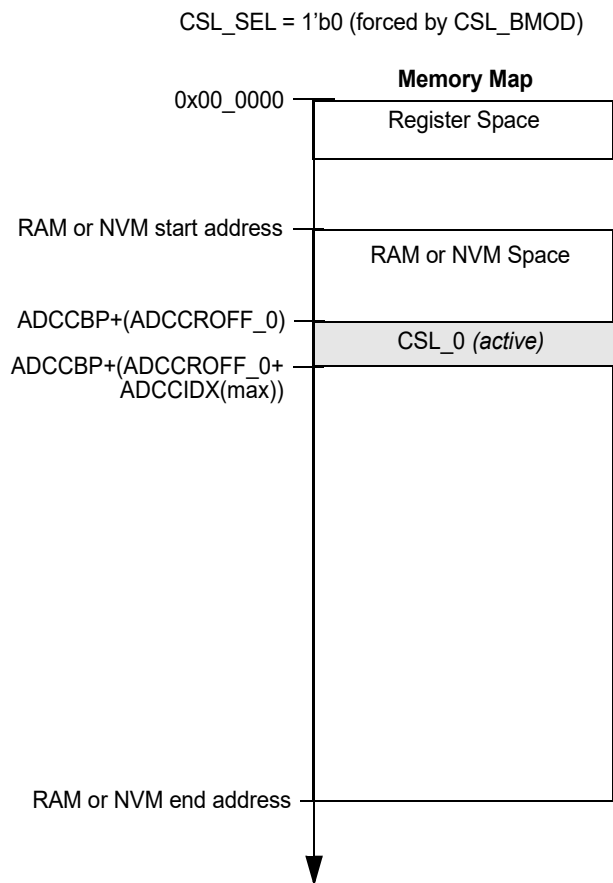 CSL_SEL = 1’b0 (forced by CSL_BMOD)
Memory Map
0x00_0000
Register Space
RAM or NVM start address
RAM or NVM Space
ADCCBP+(ADCCROFF_0)
CSL_0 (active)
ADCCBP+(ADCCROFF_0+
ADCCIDX(max))
RAM or NVM end address